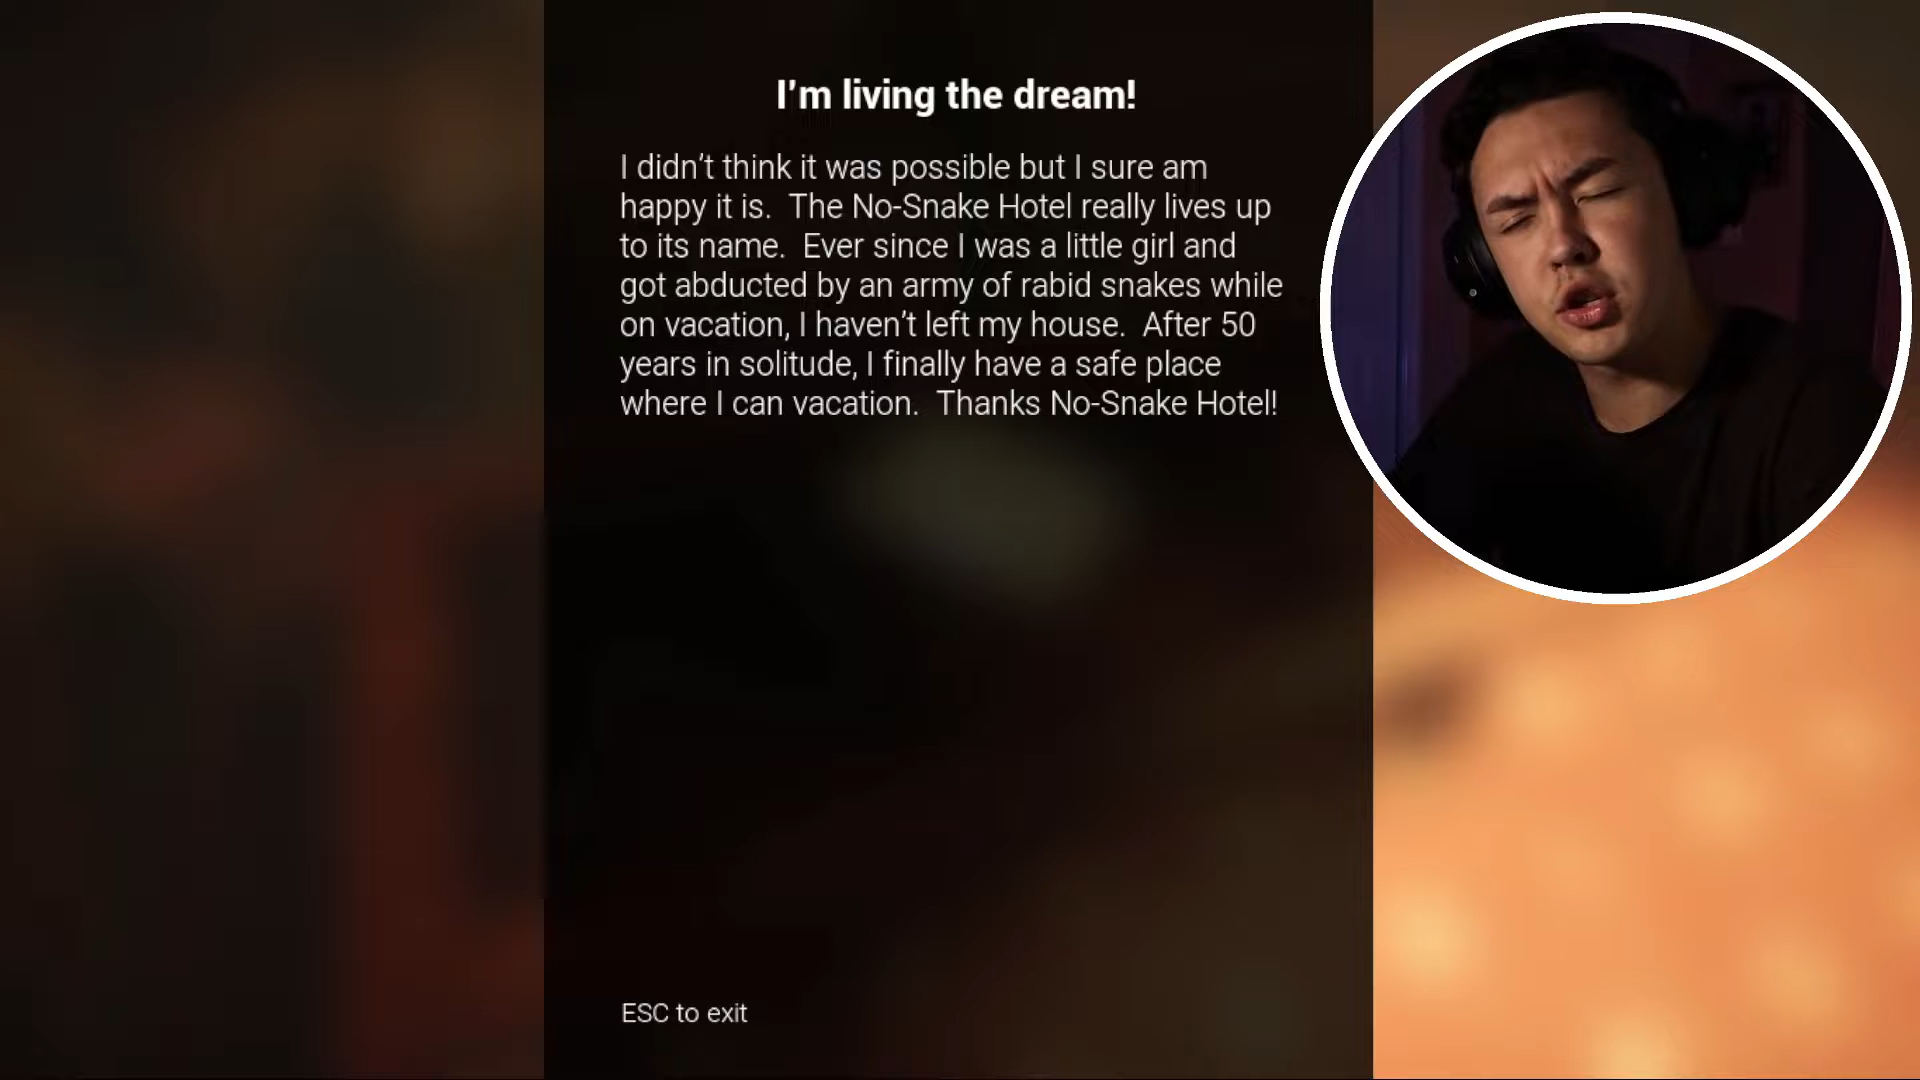 I'm living the dream!
I didn't think it was possible but I sure am
happy it is.  The No-Snake Hotel really lives up
to its name.  Ever since I was a little girl and
got abducted by an army of rabid snakes while
on vacation, I haven't left my house.  After 50
years in solitude, I finally have a safe place
where I can vacation.  Thanks No-Snake Hotel!
ESC to exit